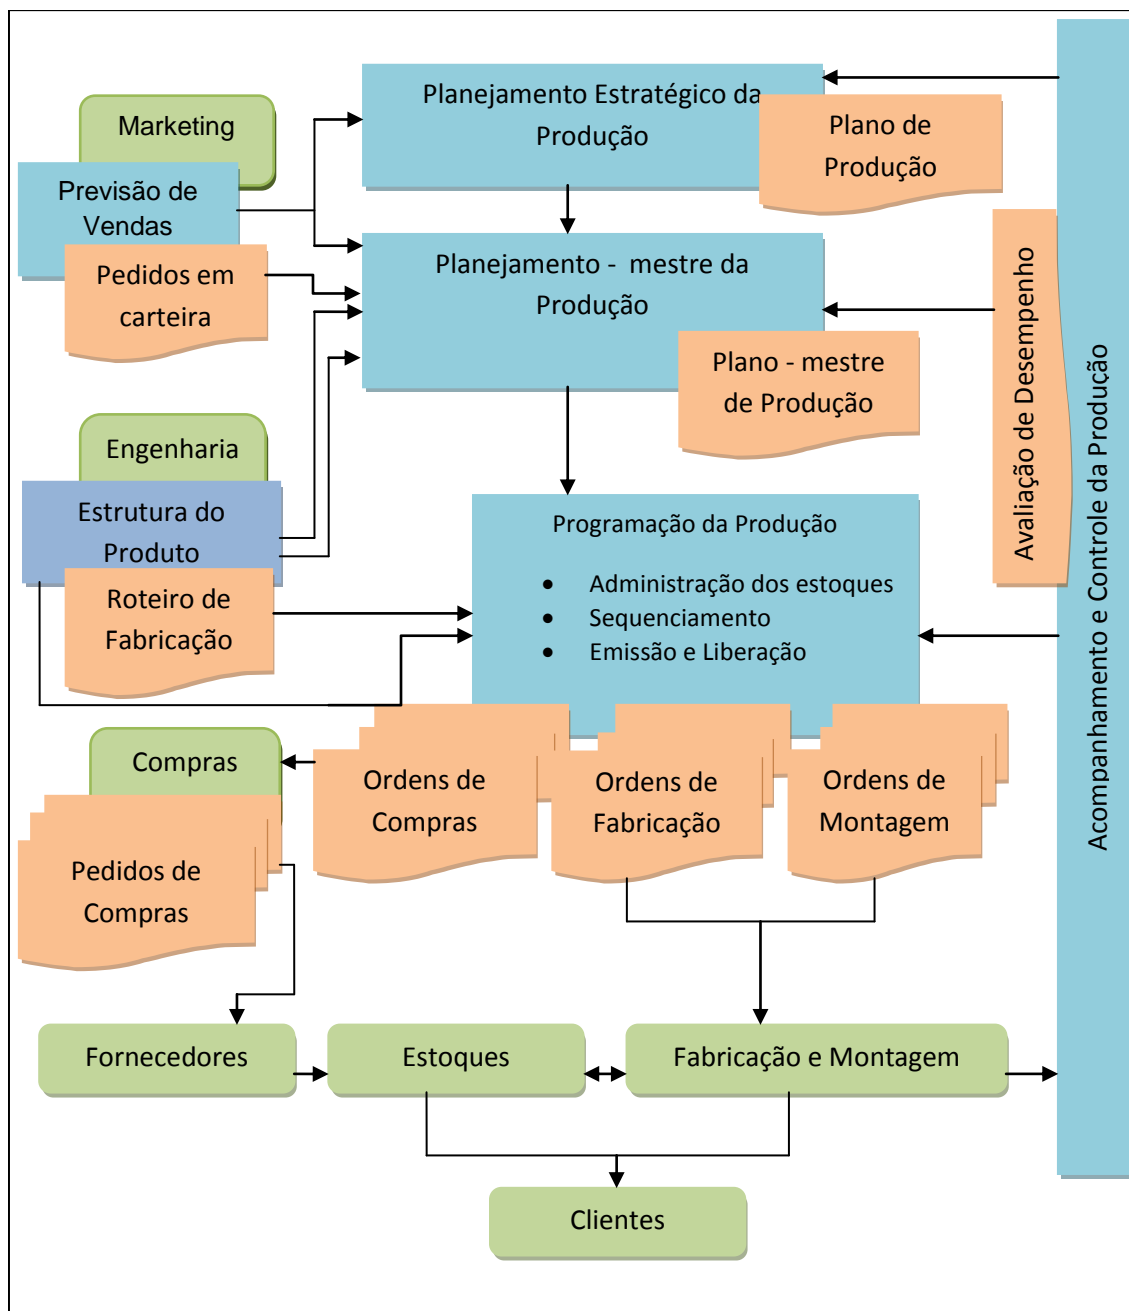 Planejamento Estratégico da
Produção
Plano de
Produção
Marketing
Previsão de
Vendas
Pedidos em
carteira
Planejamento - mestre da
Produção
Plano - mestre
de Produção
Avaliação de Desempenho
Acompanhamento e Controle da Produção
Engenharia
Estrutura do
Produto
Roteiro de
Fabricação
Programação da Produção
• Administração dos estoques
• Sequenciamento
• Emissão e Liberação
Compras
Pedidos de
Compras
Ordens de
Compras
Ordens de
Fabricação
Ordens de
Montagem
Fornecedores
Estoques
Fabricação e Montagem
Clientes